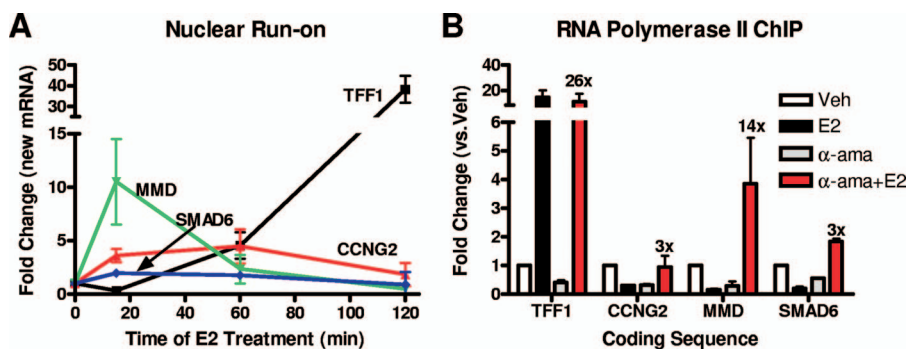 A
Nuclear Run-on
Fold Change (new mRNA)
50
40
30
20
15
10
5
0
TFF1
MMD
SMAD6
CCNG2
0 20 40 60 80 100 120
Time of E2 Treatment (min)
B
RNA Polymerase II ChIP
Fold Change (vs.Veh)
40
20
6
5
4
3
2
1
0
26x
3x
14x
3x
Veh
E2
α-ama
α-ama+E2
TFF1 CCNG2 MMD SMAD6
Coding Sequence